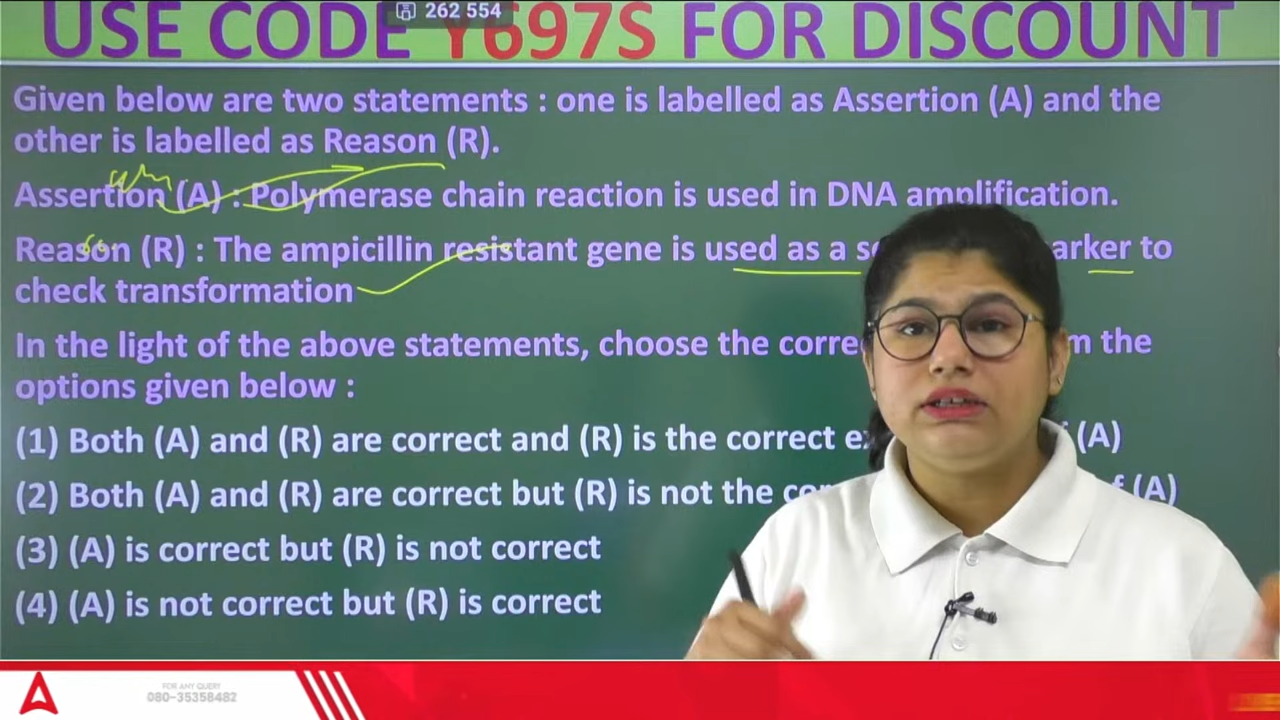 262 554
USE CODE Y697S FOR DISCOUNT
Given below are two statements : one is labelled as Assertion (A) and the
other is labelled as Reason (R).
Assertion (A) : Polymerase chain reaction is used in DNA amplification.
Reason (R) : The ampicillin resistant gene is used as a arker to
check transformation
In the light of the above statements, choose the corre m the
options given below :
(1) Both (A) and (R) are correct and (R) is the correct e (A)
(2) Both (A) and (R) are correct but (R) is not the co f (A)
(3) (A) is correct but (R) is not correct
(4) (A) is not correct but (R) is correct
FOR ANY QUERY
080-35358482